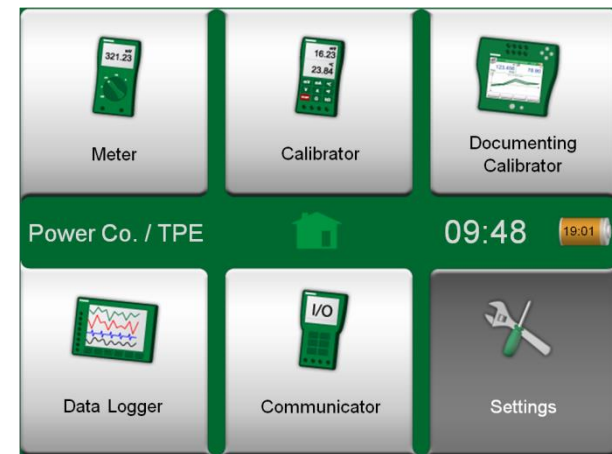 321.23
Meter
16.23
23.84
Calibrator
Documenting
Calibrator
Power Co. / TPE
09:48
19:01
Data Logger
I/O
Communicator
Settings